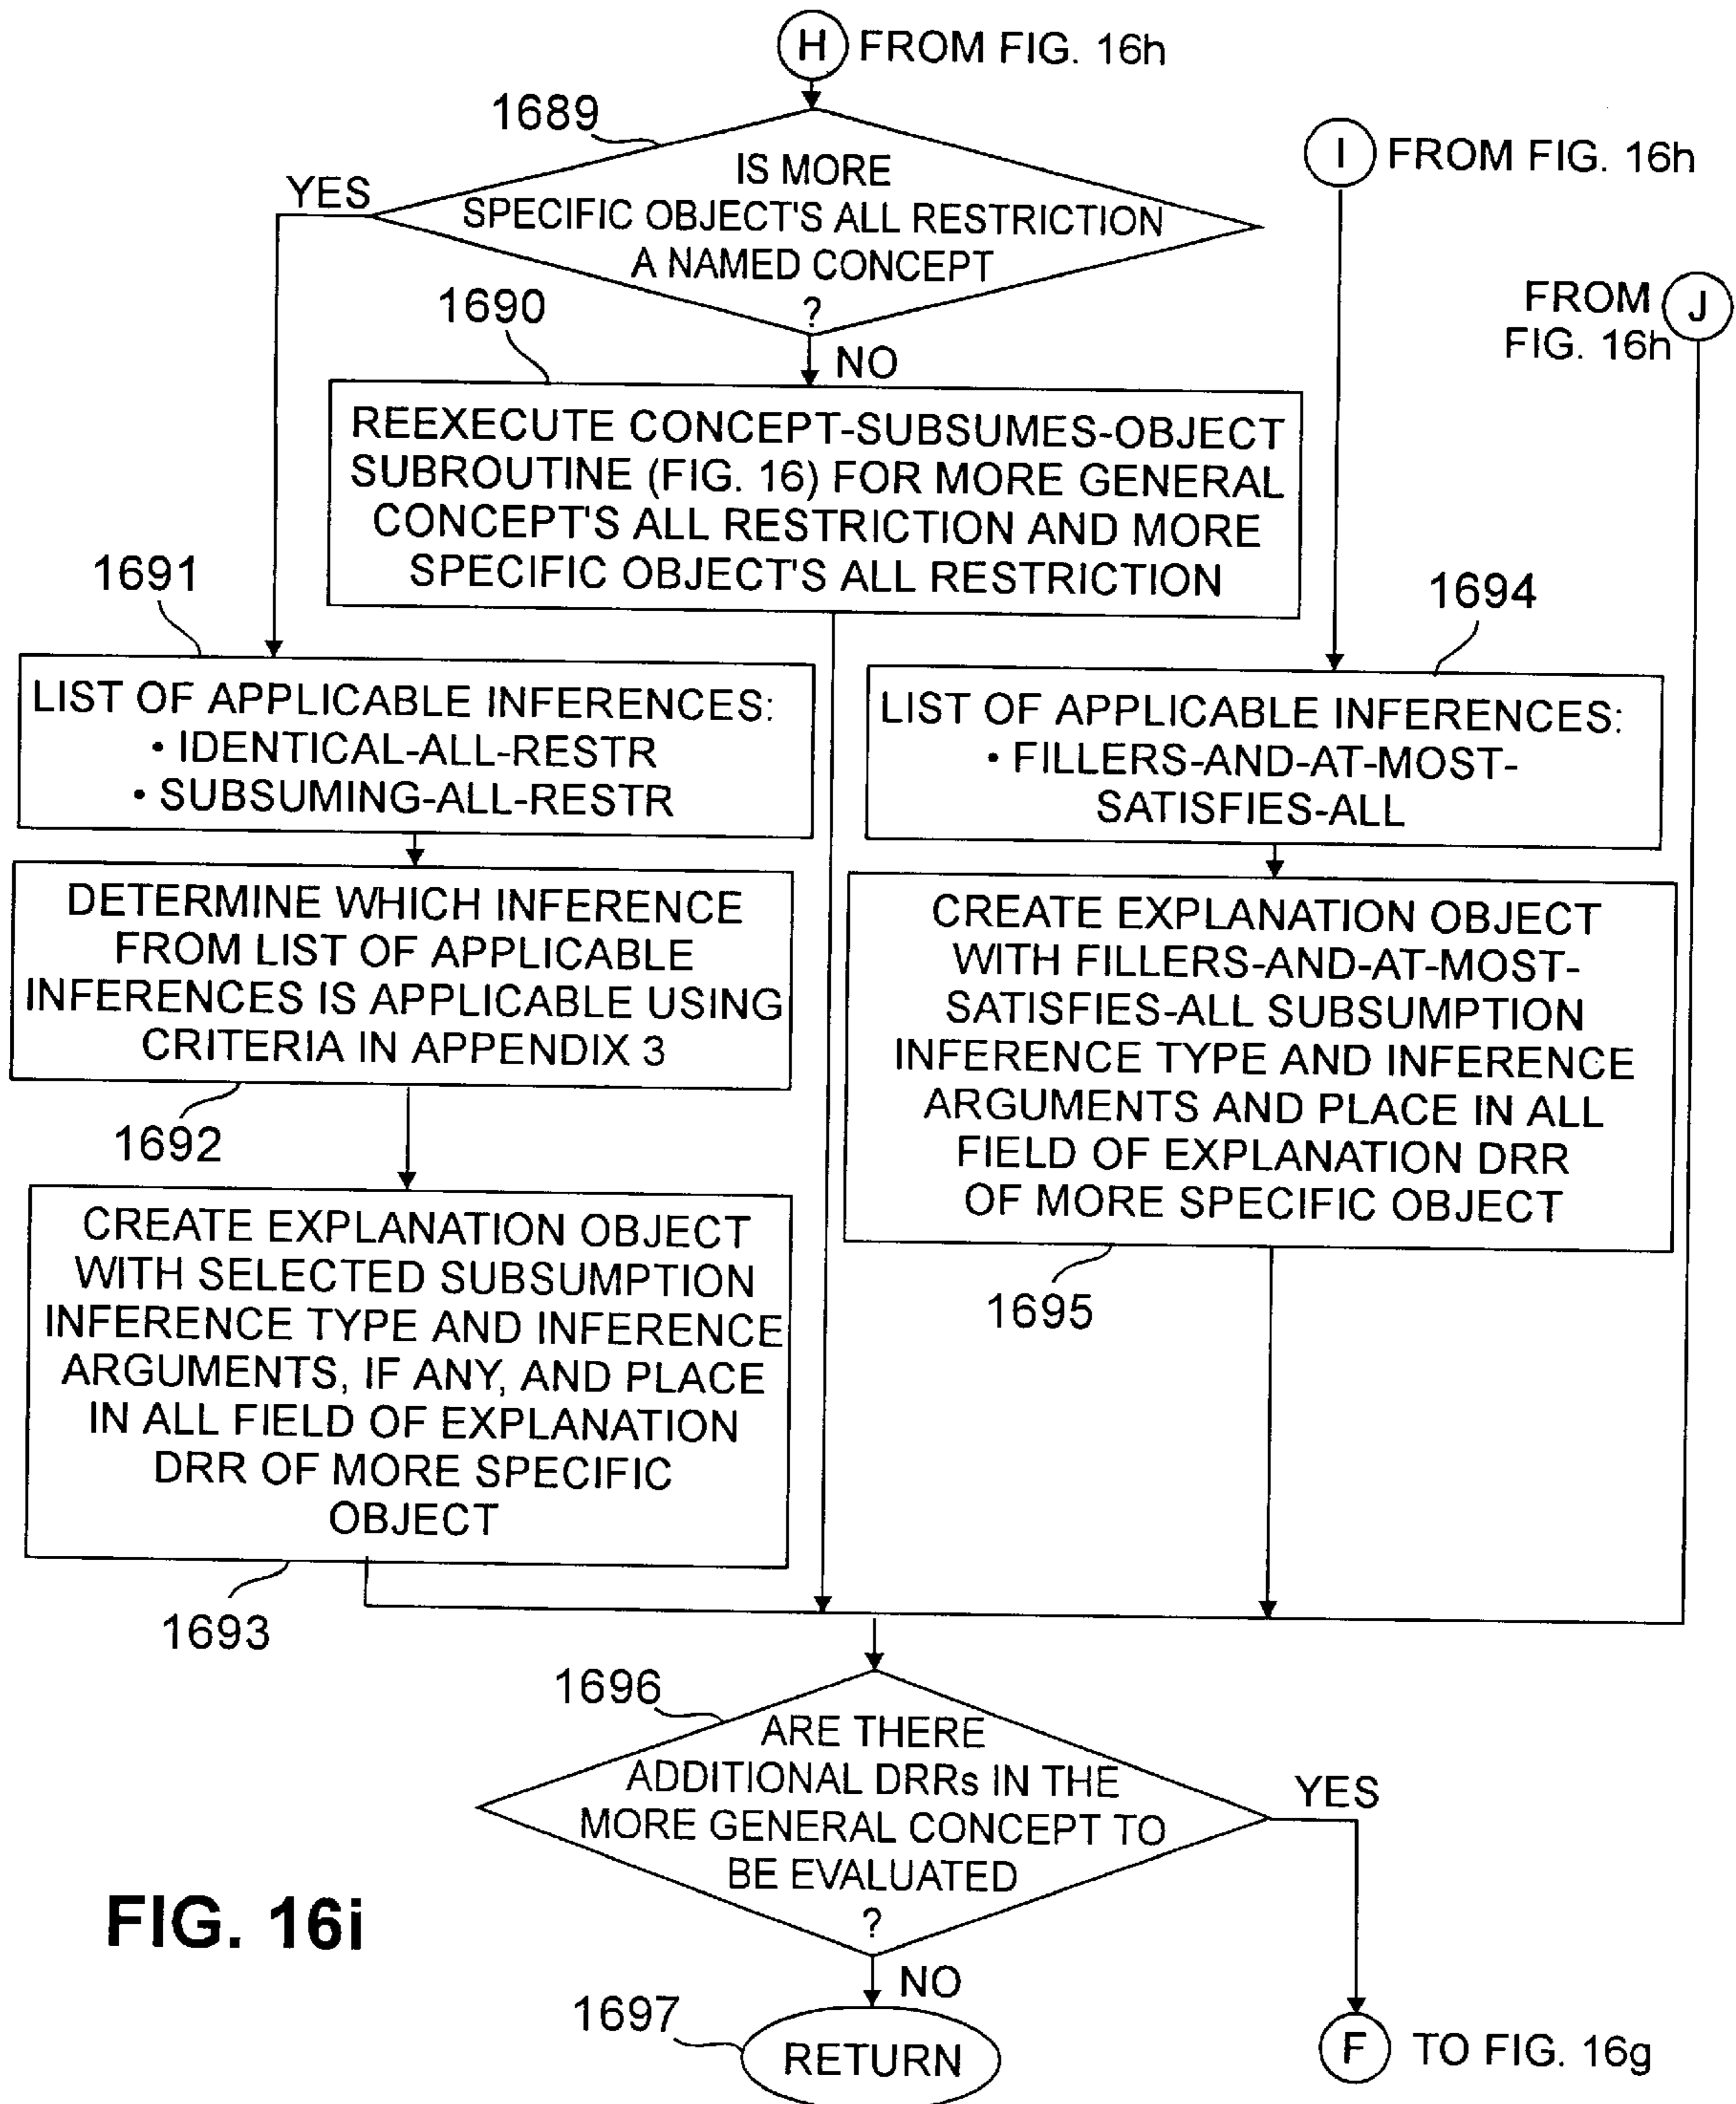 H FROM FIG. 16h
1689
IS MORE
SPECIFIC OBJECT'S ALL RESTRICTION
A NAMED CONCEPT
?
YES
NO
I FROM FIG. 16h
FROM J
FIG. 16h
1690
REEXECUTE CONCEPT-SUBSUMES-OBJECT
SUBROUTINE (FIG. 16) FOR MORE GENERAL
CONCEPT'S ALL RESTRICTION AND MORE
SPECIFIC OBJECT'S ALL RESTRICTION
1691
LIST OF APPLICABLE INFERENCES:
• IDENTICAL-ALL-RESTR
• SUBSUMING-ALL-RESTR
1694
LIST OF APPLICABLE INFERENCES:
• FILLERS-AND-AT-MOST-
SATISFIES-ALL
DETERMINE WHICH INFERENCE
FROM LIST OF APPLICABLE
INFERENCES IS APPLICABLE USING
CRITERIA IN APPENDIX 3
1692
CREATE EXPLANATION OBJECT
WITH FILLERS-AND-AT-MOST-
SATISFIES-ALL SUBSUMPTION
INFERENCE TYPE AND INFERENCE
ARGUMENTS AND PLACE IN ALL
FIELD OF EXPLANATION DRR
OF MORE SPECIFIC OBJECT
1695
CREATE EXPLANATION OBJECT
WITH SELECTED SUBSUMPTION
INFERENCE TYPE AND INFERENCE
ARGUMENTS, IF ANY, AND PLACE
IN ALL FIELD OF EXPLANATION
DRR OF MORE SPECIFIC
OBJECT
1693
1696
ARE THERE
ADDITIONAL DRRs IN THE
MORE GENERAL CONCEPT TO
BE EVALUATED
?
YES
NO
1697
RETURN
F TO FIG. 16g
FIG. 16i